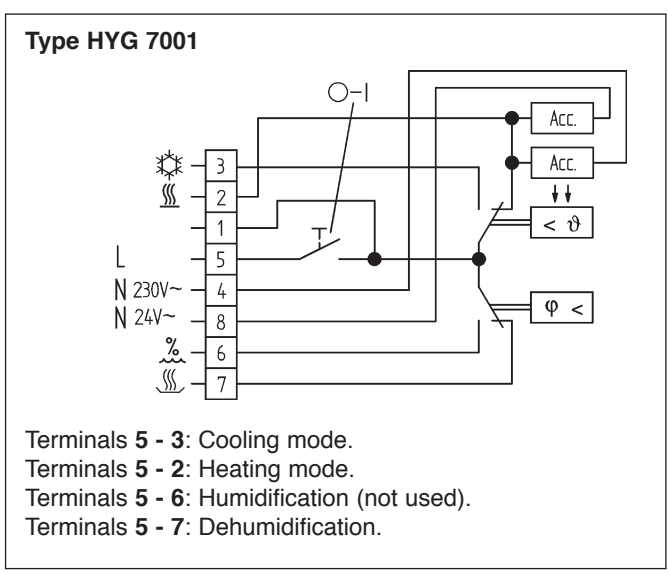 Type HYG 7001
Acc.
Acc.
3
2
1
L 5
< ϑ
N 230V~ 4
N 24V~ 8
φ <
% 6
7
Terminals 5 - 3: Cooling mode.
Terminals 5 - 2: Heating mode.
Terminals 5 - 6: Humidification (not used).
Terminals 5 - 7: Dehumidification.